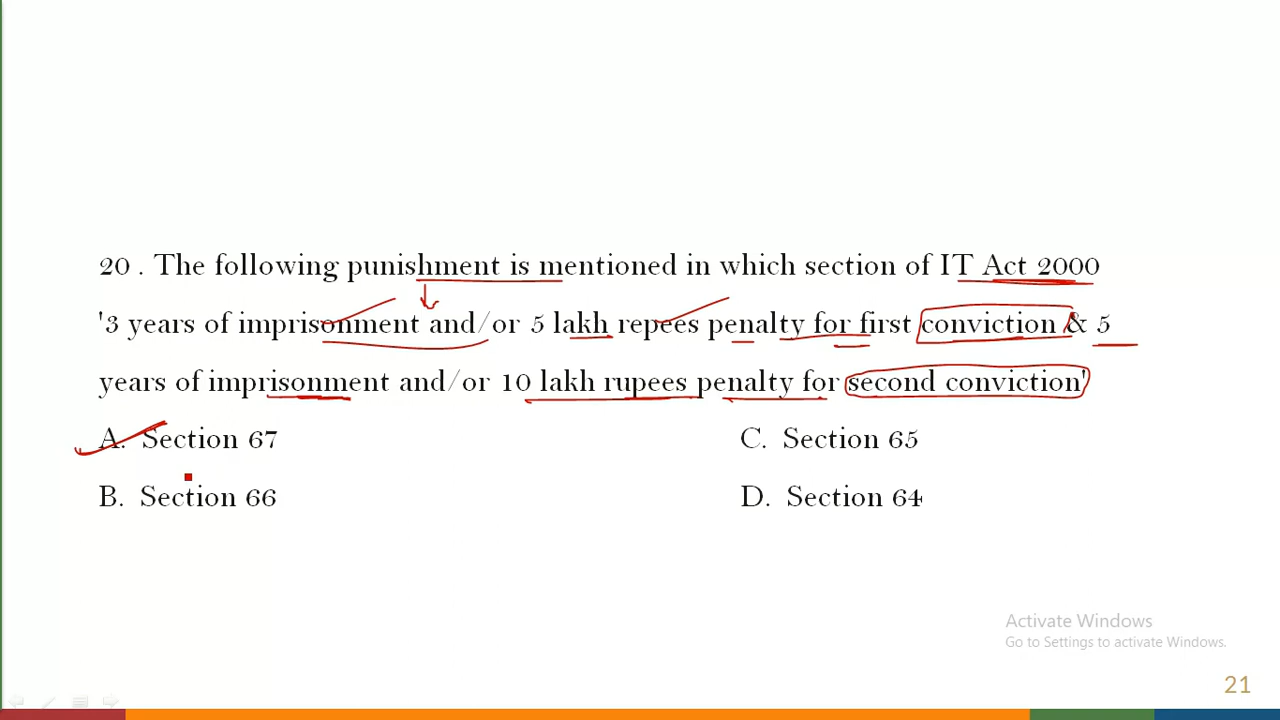 20 . The following punishment is mentioned in which section of IT Act 2000
'3 years of imprisonment and/or 5 lakh repees penalty for first conviction & 5
years of imprisonment and/or 10 lakh rupees penalty for second conviction'
A. Section 67
C. Section 65
B. Section 66
D. Section 64
Activate Windows
Go to Settings to activate Windows.
21